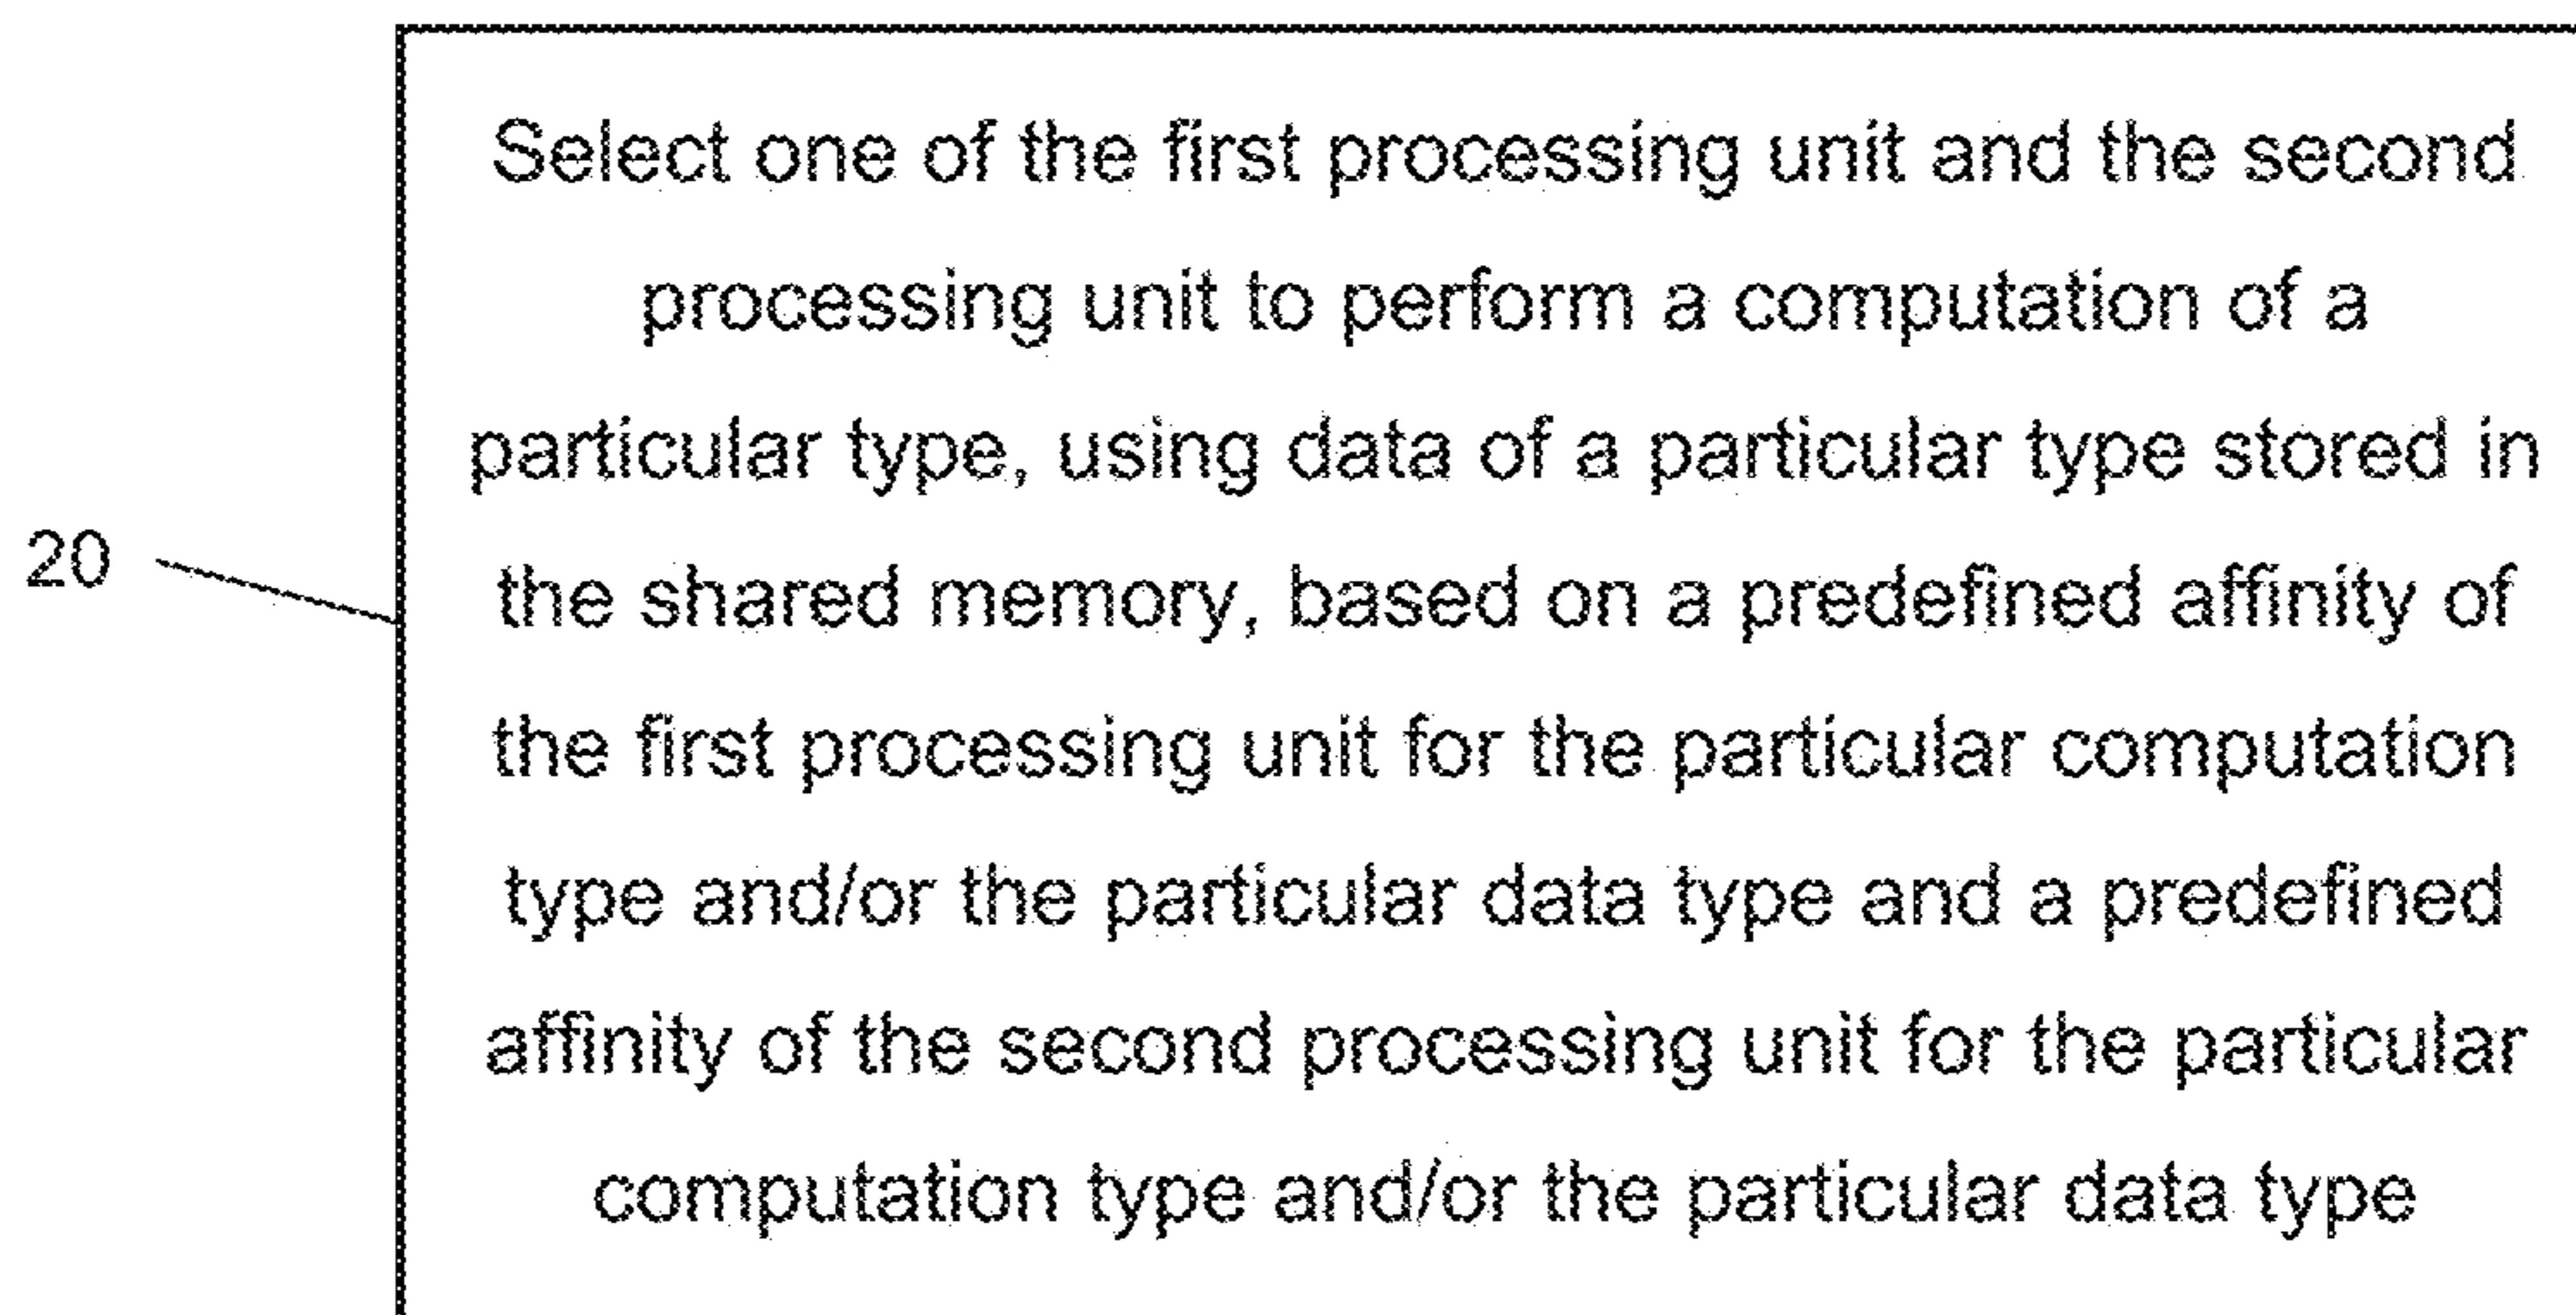 Select one of the first processing unit and the second
processing unit to perform a computation of a
particular type, using data of a particular type stored in
20
the shared memory, based on a predefined affinity of
the first processing unit for the particular computation
type and/or the particular data type and a predefined
affinity of the second processing unit for the particular
computation type and/or the particular data type